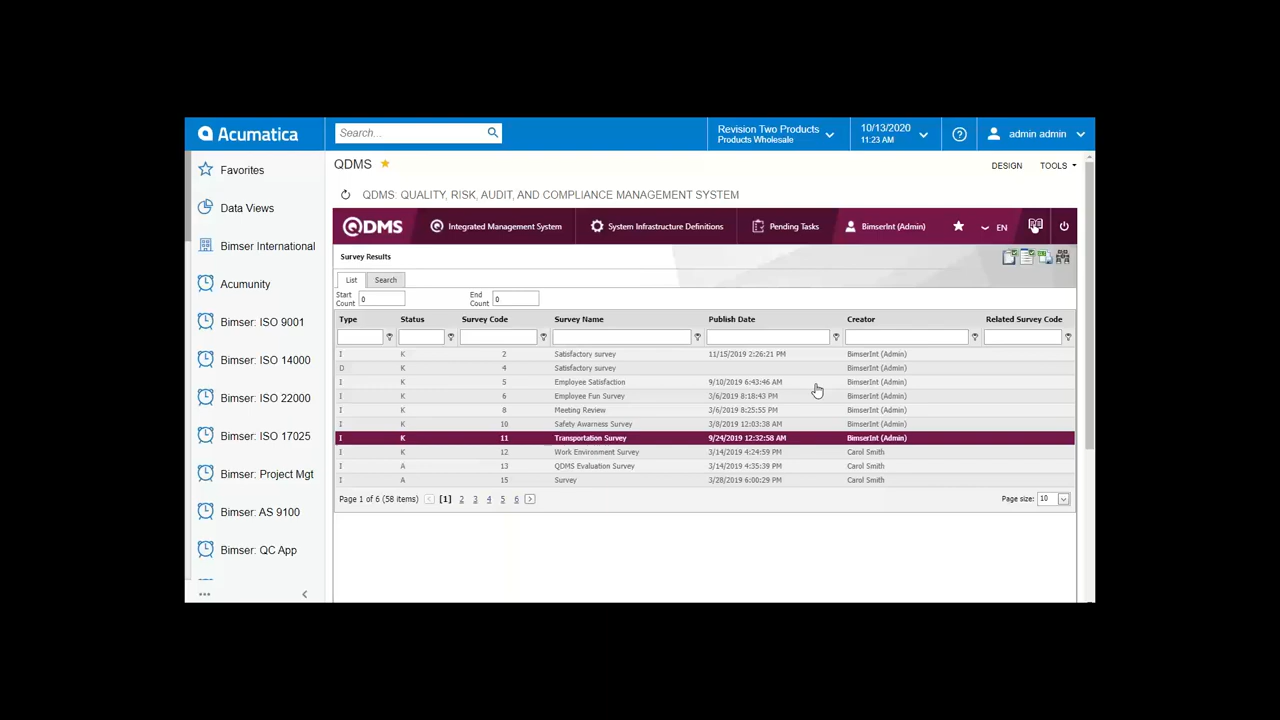 Acumatica
Search...
Revision Two Products
Products Wholesale
10/13/2020
11:23 AM
admin admin
Favorites
Data Views
Bimser International
Acumunity
Bimser: ISO 9001
Bimser: ISO 14000
Bimser: ISO 22000
Bimser: ISO 17025
Bimser: Project Mgt
Bimser: AS 9100
Bimser: QC App
QDMS
DESIGN TOOLS
QDMS: QUALITY, RISK, AUDIT, AND COMPLIANCE MANAGEMENT SYSTEM
QDMS Integrated Management System System Infrastructure Definitions Pending Tasks BimserInt (Admin) EN
Survey Results
List Search
Start Count 0 End Count 0
Type Status Survey Code Survey Name Publish Date Creator Related Survey Code
I K 2 Satisfactory survey 11/15/2019 2:26:21 PM BimserInt (Admin)
D K 4 Satisfactory survey BimserInt (Admin)
I K 5 Employee Satisfaction 9/10/2019 6:43:46 AM BimserInt (Admin)
I K 6 Employee Fun Survey 3/6/2019 8:18:43 PM BimserInt (Admin)
I K 8 Meeting Review 3/6/2019 8:25:55 PM BimserInt (Admin)
I K 10 Safety Awarness Survey 3/8/2019 12:03:38 AM BimserInt (Admin)
I K 11 Transportation Survey 9/24/2019 12:32:58 AM BimserInt (Admin)
I K 12 Work Environment Survey 3/14/2019 4:24:59 PM Carol Smith
I A 13 QDMS Evaluation Survey 3/14/2019 4:35:39 PM Carol Smith
I A 15 Survey 3/28/2019 6:00:29 PM Carol Smith
Page 1 of 6 (58 items) [1] 2 3 4 5 6 Page size: 10